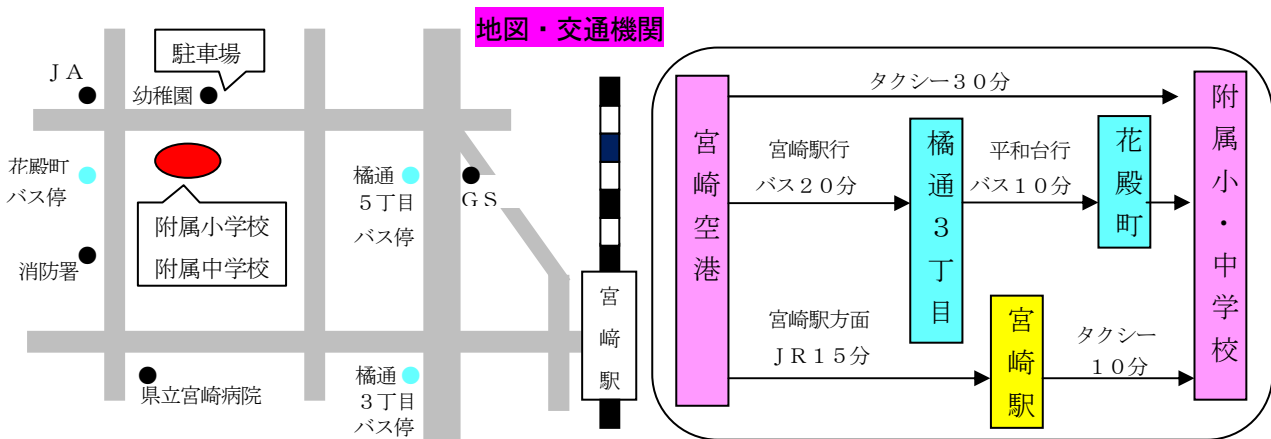 地図・交通機関
駐車場
ＪＡ
幼稚園
花殿町
バス停
附属小学校
附属中学校
消防署
橘通
５丁目
バス停
ＧＳ
県立宮崎病院
橘通
３丁目
バス停
宮﨑駅
宮崎空港
タクシー３０分
宮崎駅行
バス２０分
橘通３丁目
平和台行
バス１０分
花殿町
宮崎駅方面
ＪＲ１５分
宮崎駅
タクシー
１０分
附属小・中学校